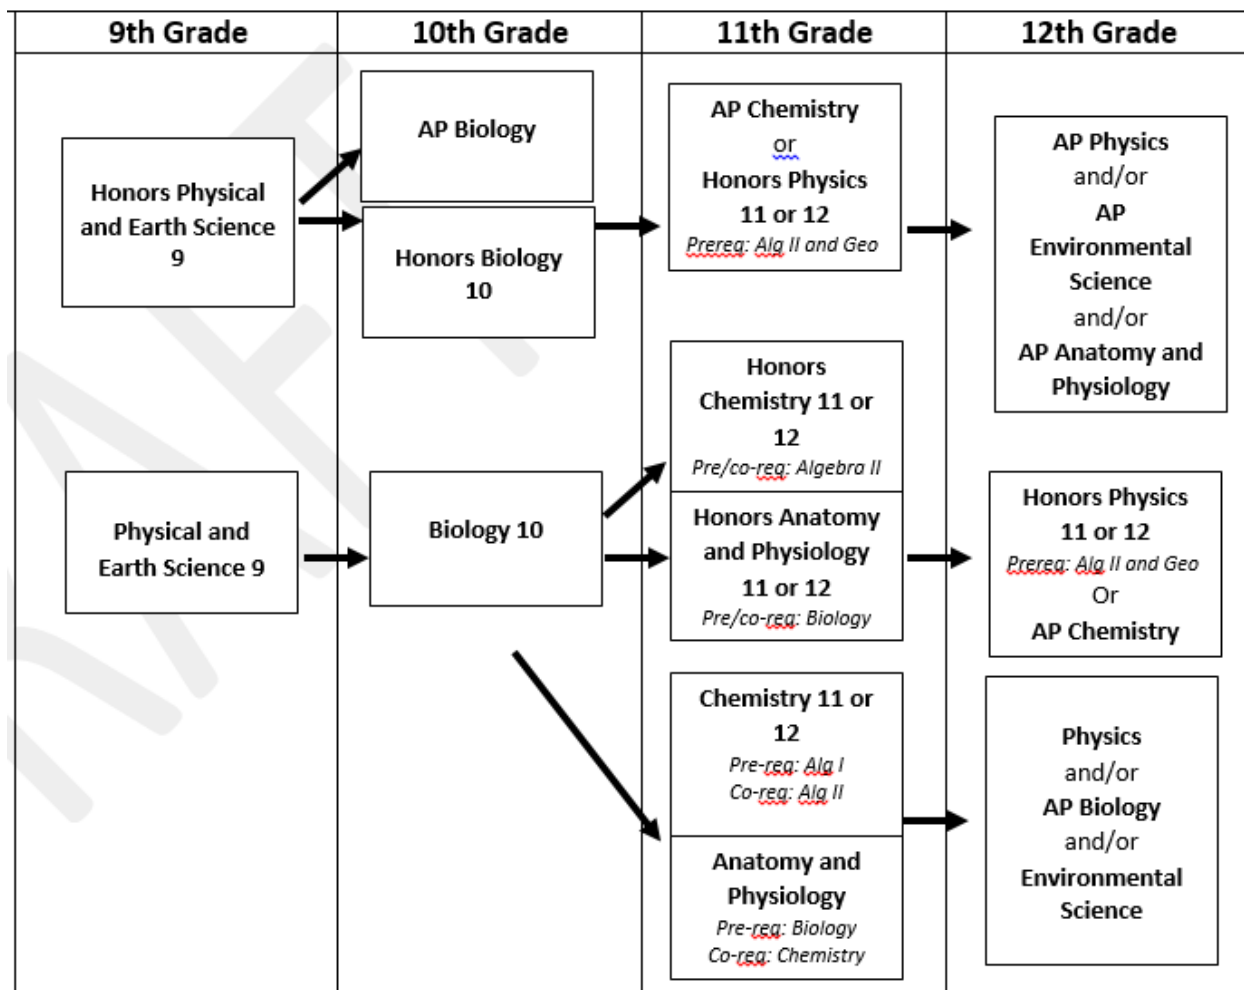 9th Grade
10th Grade
11th Grade
12th Grade
Honors Physical
and Earth Science
9
AP Biology
Honors Biology
10
AP Chemistry
or
Honors Physics
11 or 12
Prereq: Alg II and Geo
AP Physics
and/or
AP
Environmental
Science
and/or
AP Anatomy and
Physiology
Physical and
Earth Science 9
Biology 10
Honors
Chemistry 11 or
12
Pre/co-req: Algebra II
Honors Anatomy
and Physiology
11 or 12
Pre/co-req: Biology
Honors Physics
11 or 12
Prereq: Alg II and Geo
Or
AP Chemistry
Chemistry 11 or
12
Pre-req: Alg I
Co-req: Alg II
Anatomy and
Physiology
Pre-req: Biology
Co-req: Chemistry
Physics
and/or
AP Biology
and/or
Environmental
Science